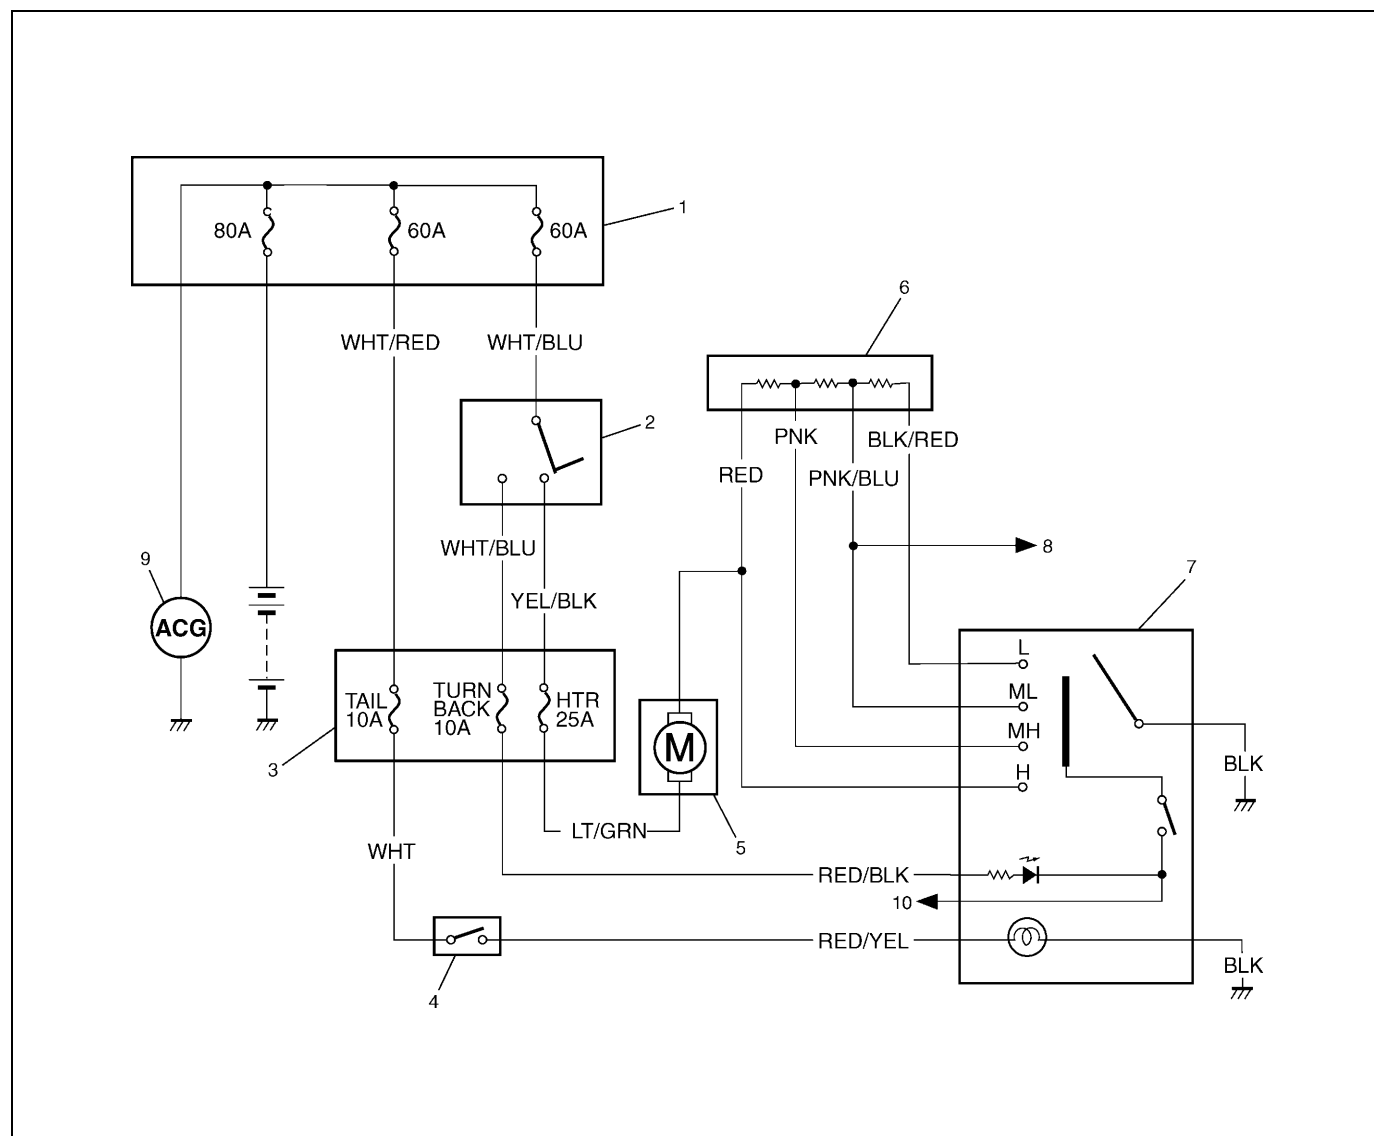 1
80A
60A
60A
6
WHT/RED
WHT/BLU
2
PNK
BLK/RED
RED
PNK/BLU
WHT/BLU
8
9
7
YEL/BLK
ACG
L
TAIL
10A
TURN
BACK
10A
HTR
25A
ML
MH
M
H
BLK
3
LT/GRN
5
WHT
RED/BLK
10
RED/YEL
BLK
4